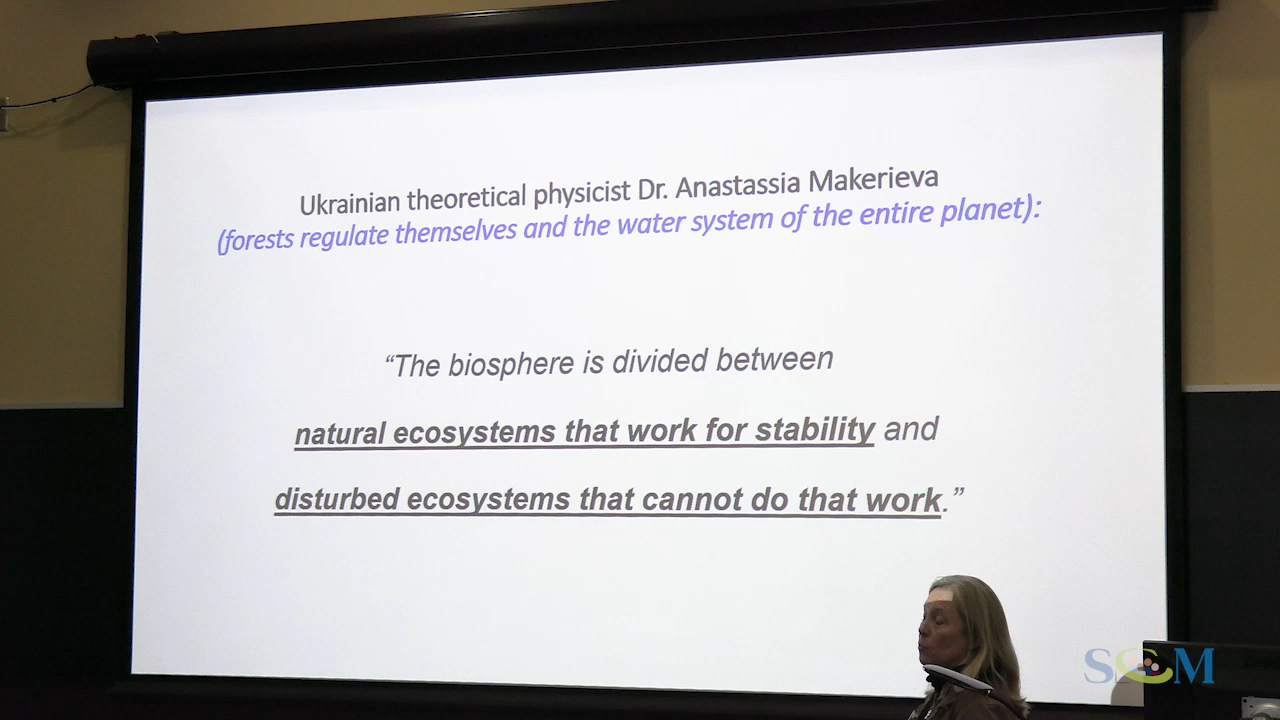 Ukrainian theoretical physicist Dr. Anastassia Makerieva
(forests regulate themselves and the water system of the entire planet):
“The biosphere is divided between
natural ecosystems that work for stability and
disturbed ecosystems that cannot do that work.”
SCM